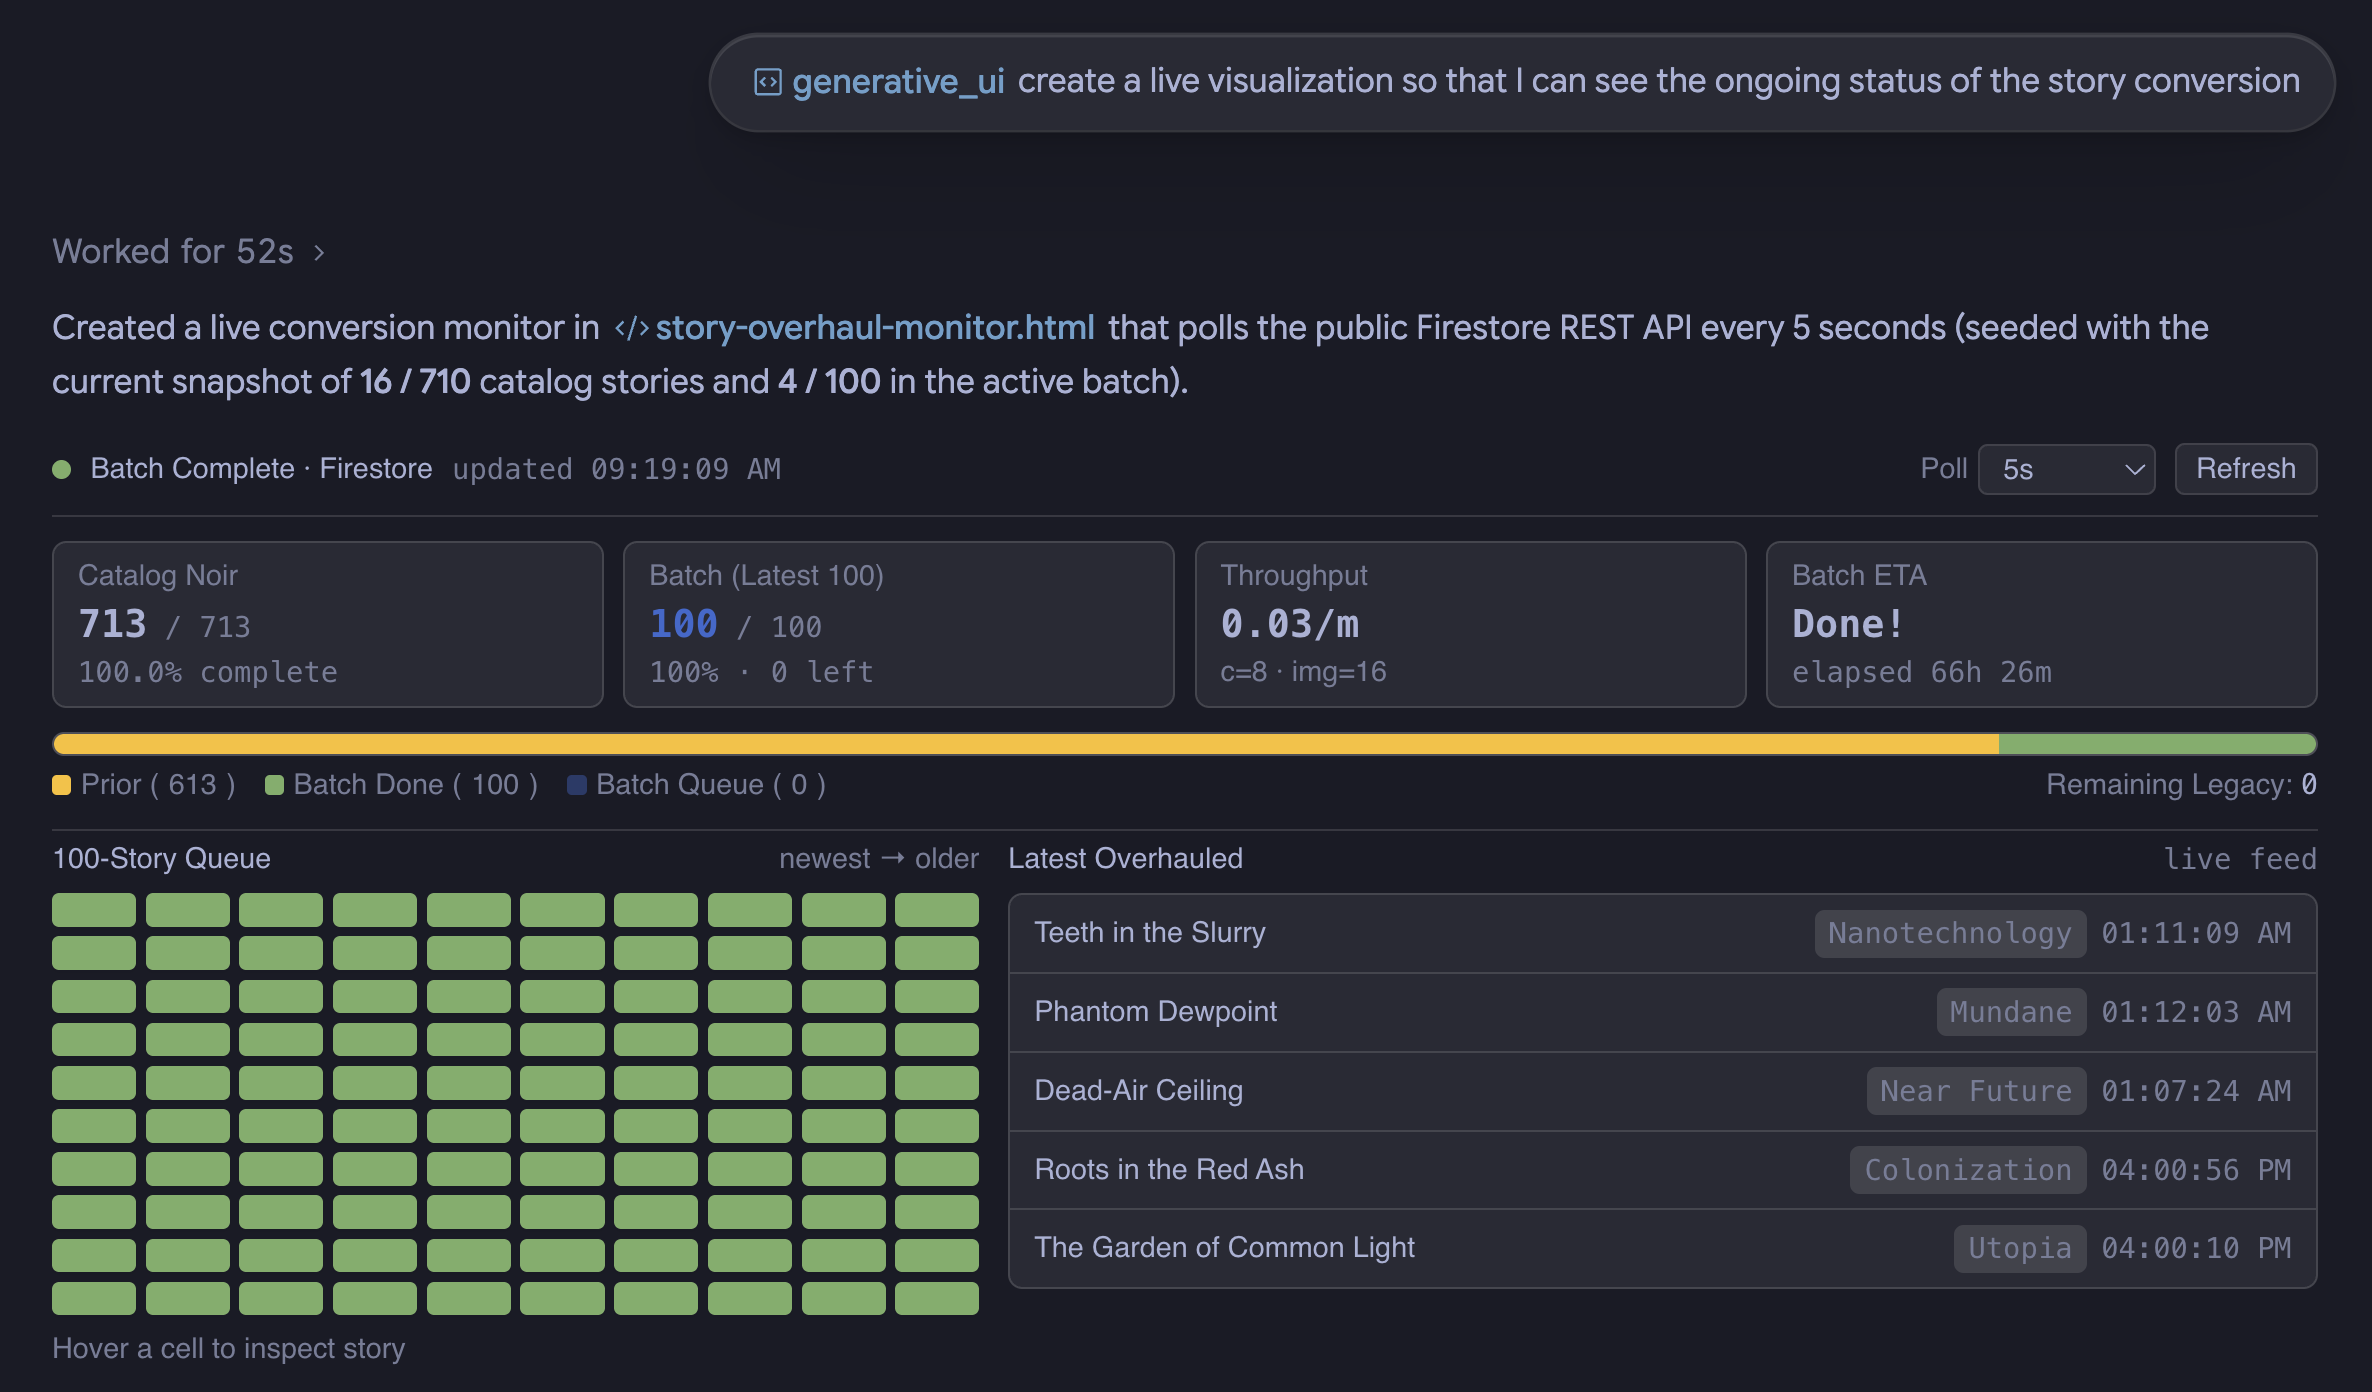 generative_ui create a live visualization so that I can see the ongoing status of the story conversion
Worked for 52s >
Created a live conversion monitor in </> story-overhaul-monitor.html that polls the public Firestore REST API every 5 seconds (seeded with the
current snapshot of 16 / 710 catalog stories and 4 / 100 in the active batch).
Batch Complete · Firestore updated 09:19:09 AM Poll 5s Refresh
Catalog Noir
713 / 713
100.0% complete
Batch (Latest 100)
100 / 100
100% · 0 left
Throughput
0.03/m
c=8 · img=16
Batch ETA
Done!
elapsed 66h 26m
Prior ( 613 ) Batch Done ( 100 ) Batch Queue ( 0 ) Remaining Legacy: 0
100-Story Queue newest → older
Latest Overhauled live feed
Teeth in the Slurry Nanotechnology 01:11:09 AM
Phantom Dewpoint Mundane 01:12:03 AM
Dead-Air Ceiling Near Future 01:07:24 AM
Roots in the Red Ash Colonization 04:00:56 PM
The Garden of Common Light Utopia 04:00:10 PM
Hover a cell to inspect story